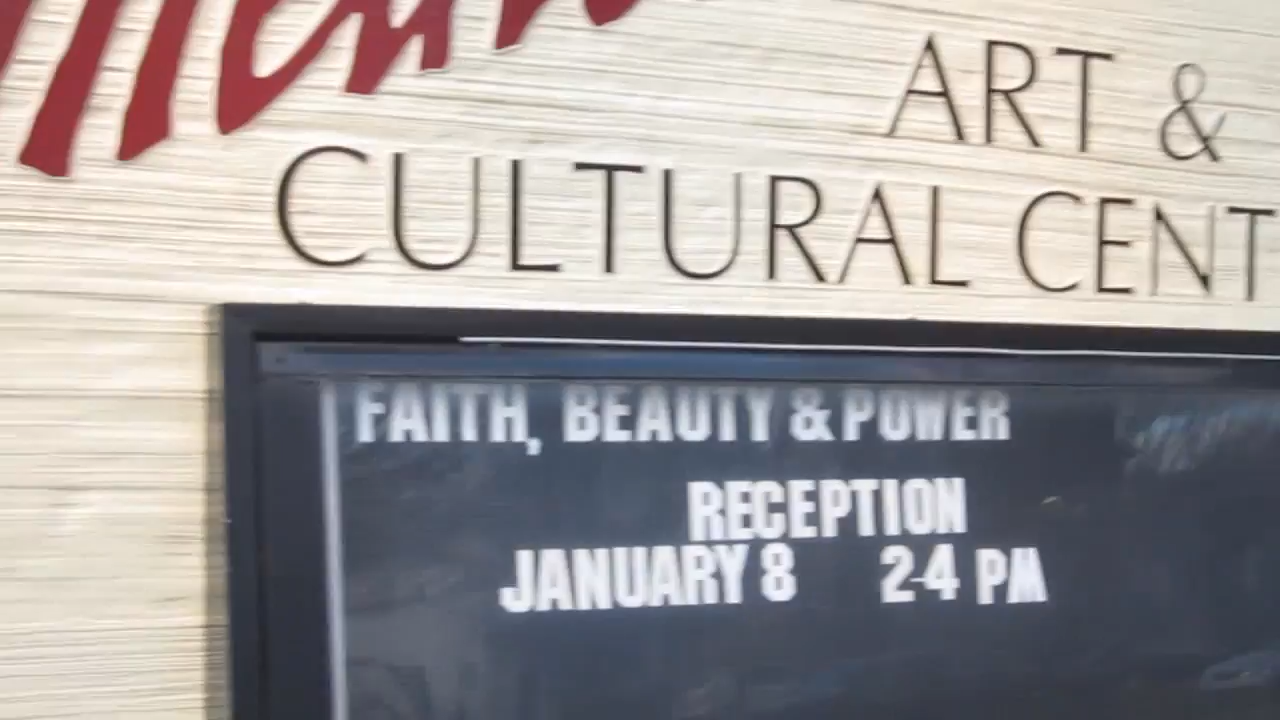 ART &
CULTURAL CENT
FAITH, BEAUTY & POWER
RECEPTION
JANUARY 8 2-4 PM